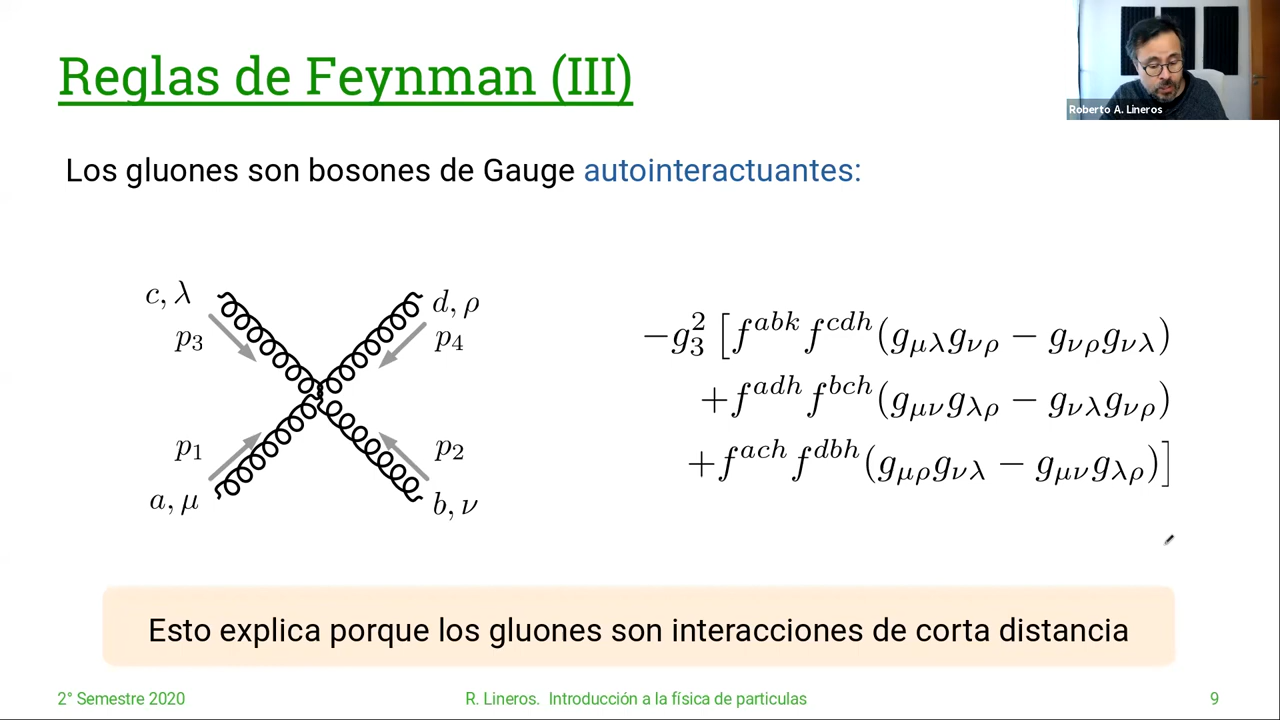 Reglas de Feynman (III)
Roberto A. Lineros
Los gluones son bosones de Gauge autointeractuantes:
c, λ
d, ρ
p₃
p₄
p₁
p₂
a, μ
b, ν
−g₃² [f^{abk} f^{cdh}(g_{μλ}g_{νρ} − g_{νρ}g_{νλ})
+f^{adh} f^{bch}(g_{μν}g_{λρ} − g_{νλ}g_{νρ})
+f^{ach} f^{dbh}(g_{μρ}g_{νλ} − g_{μν}g_{λρ})]
Esto explica porque los gluones son interacciones de corta distancia
2° Semestre 2020
R. Lineros. Introducción a la física de particulas
9